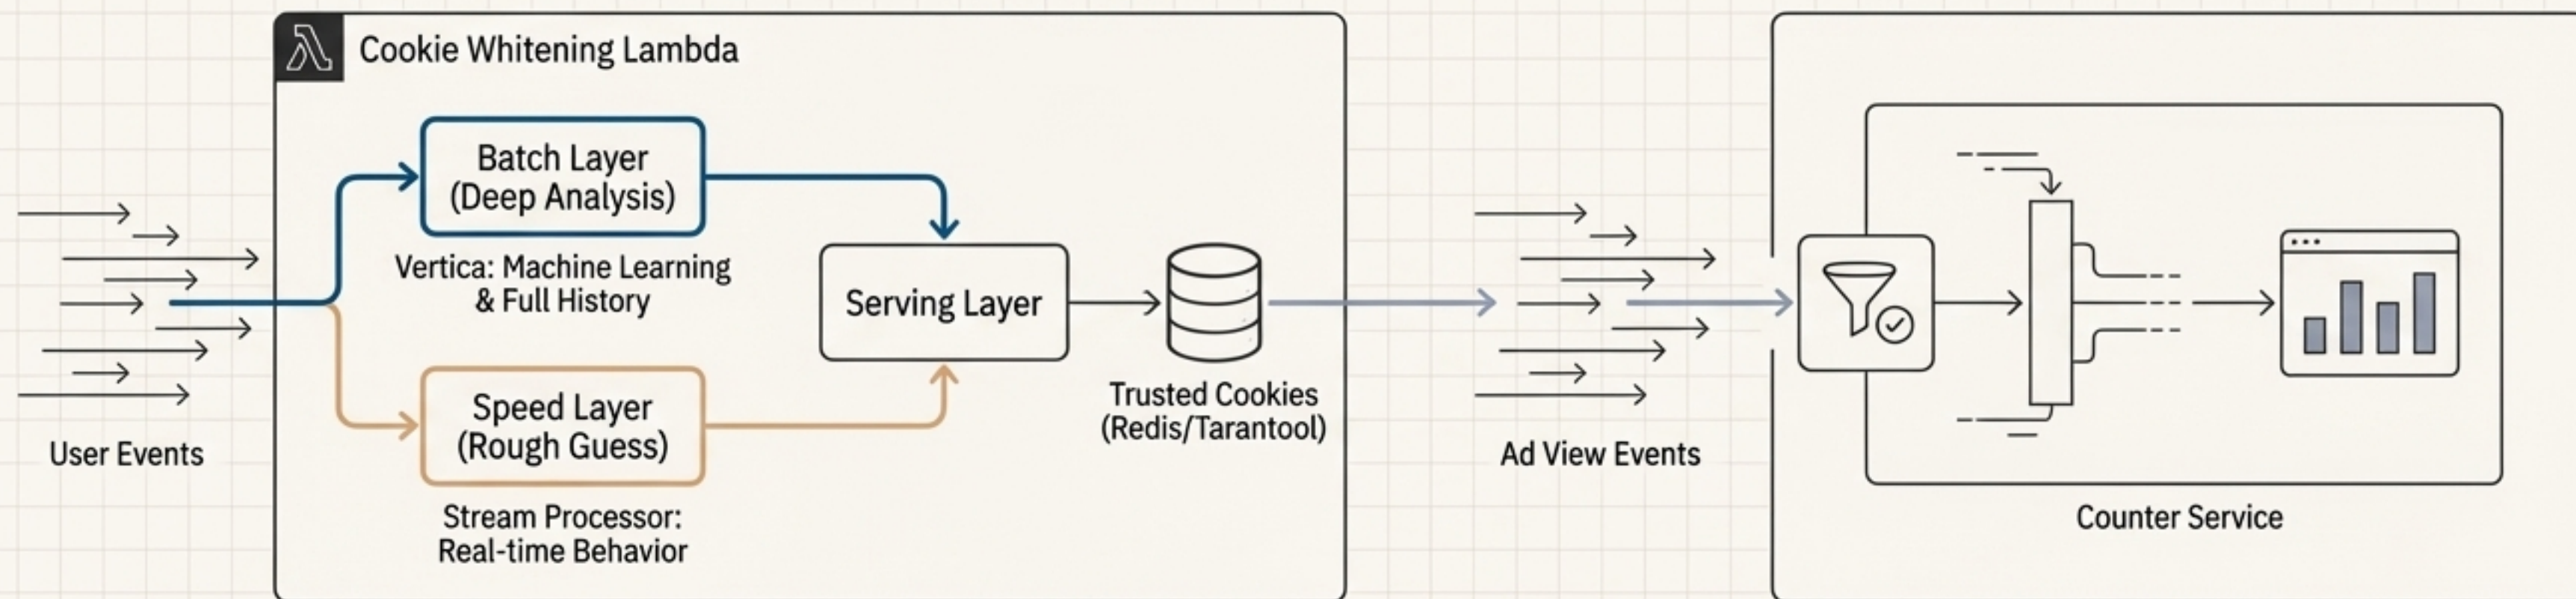 Cookie Whitening Lambda
Batch Layer
(Deep Analysis)
Vertica: Machine Learning
& Full History
Speed Layer
(Rough Guess)
Stream Processor:
Real-time Behavior
User Events
Serving Layer
Trusted Cookies
(Redis/Tarantool)
Ad View Events
Counter Service